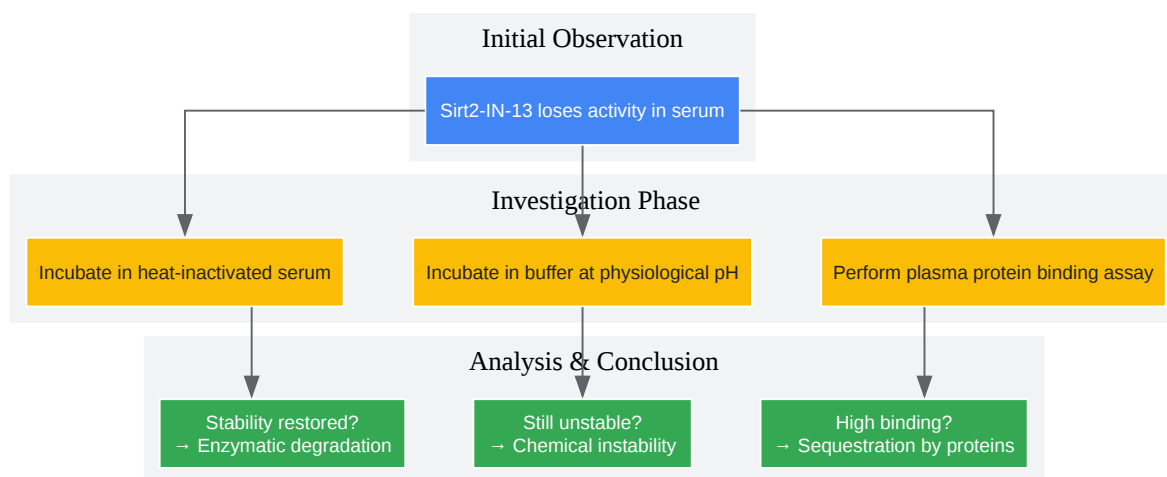 Initial Observation
Sirt2-IN-13 loses activity in serum
Investigation Phase
Incubate in heat-inactivated serum
Incubate in buffer at physiological pH
Perform plasma protein binding assay
Analysis & Conclusion
Stability restored?
→ Enzymatic degradation
Still unstable?
→ Chemical instability
High binding?
→ Sequestration by proteins